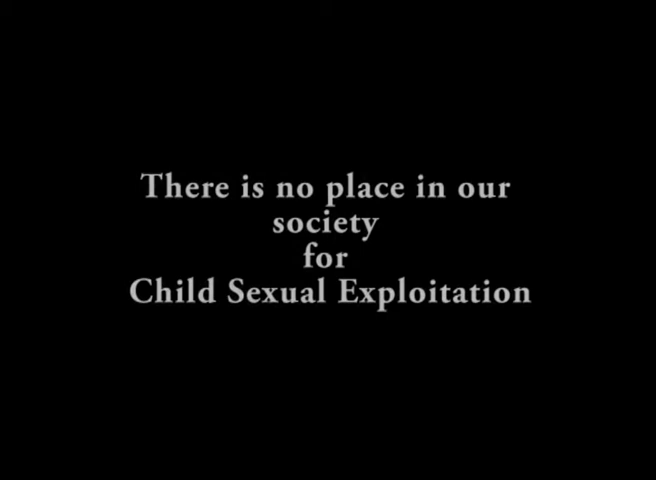 There is no place in our
society
for
Child Sexual Exploitation